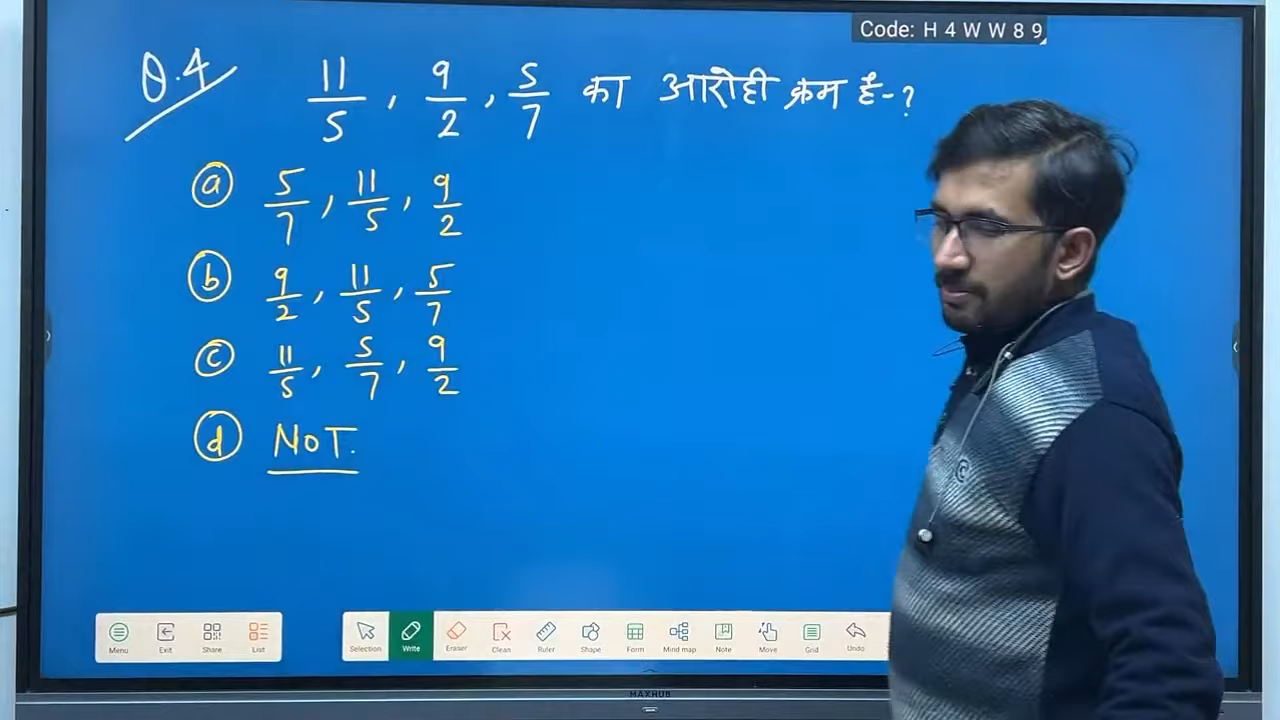 Code: H 4 W W 8 9
Q.4 11/5, 9/2, 5/7 का आरोही क्रम है-?
(a) 5/7, 11/5, 9/2
(b) 9/2, 11/5, 5/7
(c) 11/5, 5/7, 9/2
(d) NOT.
Menu Exit Share List Selection Write Eraser Clean Ruler Shape Form Mind map Note Move Grid Undo
MAXHUB